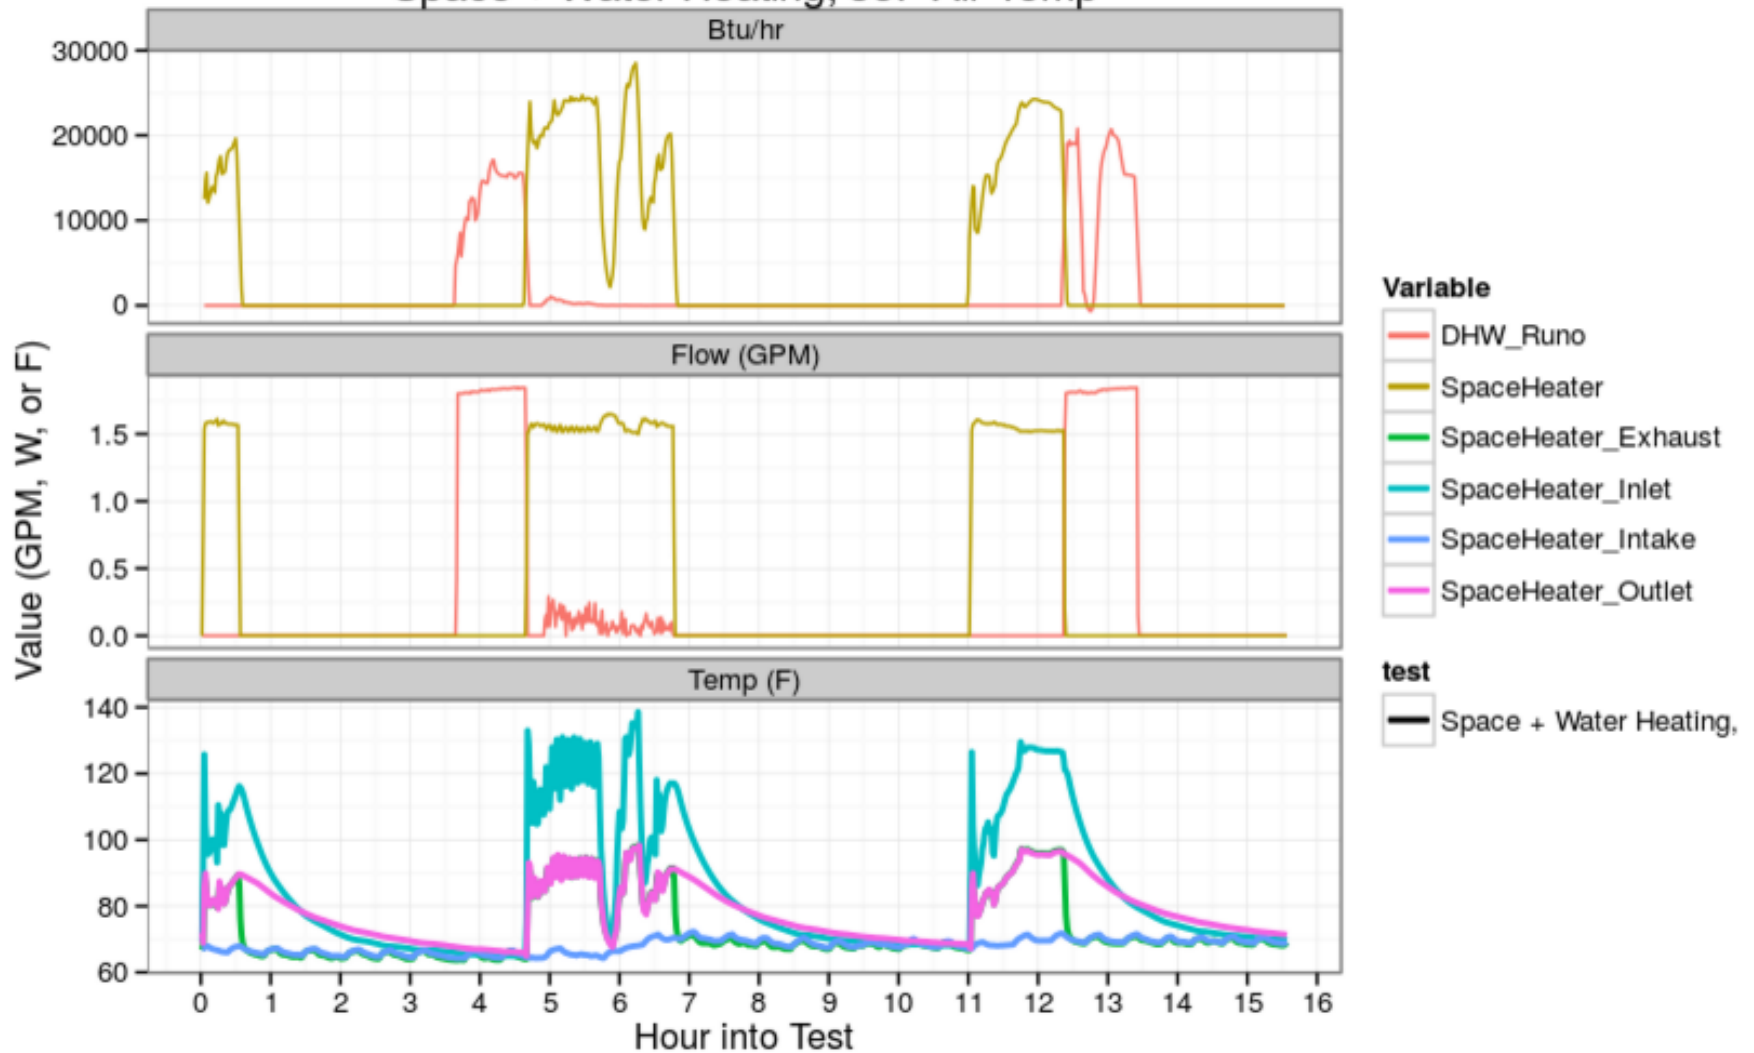 Btu/hr
30000
20000
10000
0
Flow (GPM)
1.5
1.0
0.5
0.0
Temp (F)
140
120
100
80
60
0 1 2 3 4 5 6 7 8 9 10 11 12 13 14 15 16
Hour into Test
Value (GPM, W, or F)
Variable
DHW_Runo
SpaceHeater
SpaceHeater_Exhaust
SpaceHeater_Inlet
SpaceHeater_Intake
SpaceHeater_Outlet
test
Space + Water Heating,